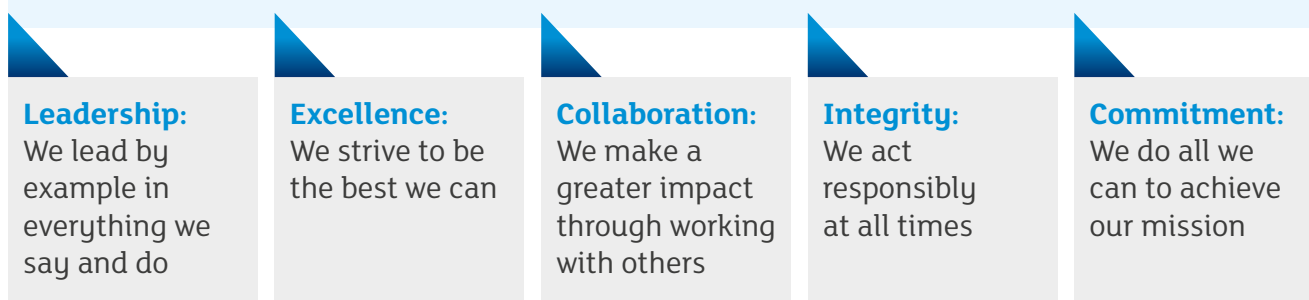 Leadership:
We lead by
example in
everything we
say and do
Excellence:
We strive to be
the best we can
Collaboration:
We make a
greater impact
through working
with others
Integrity:
We act
responsibly
at all times
Commitment:
We do all we
can to achieve
our mission